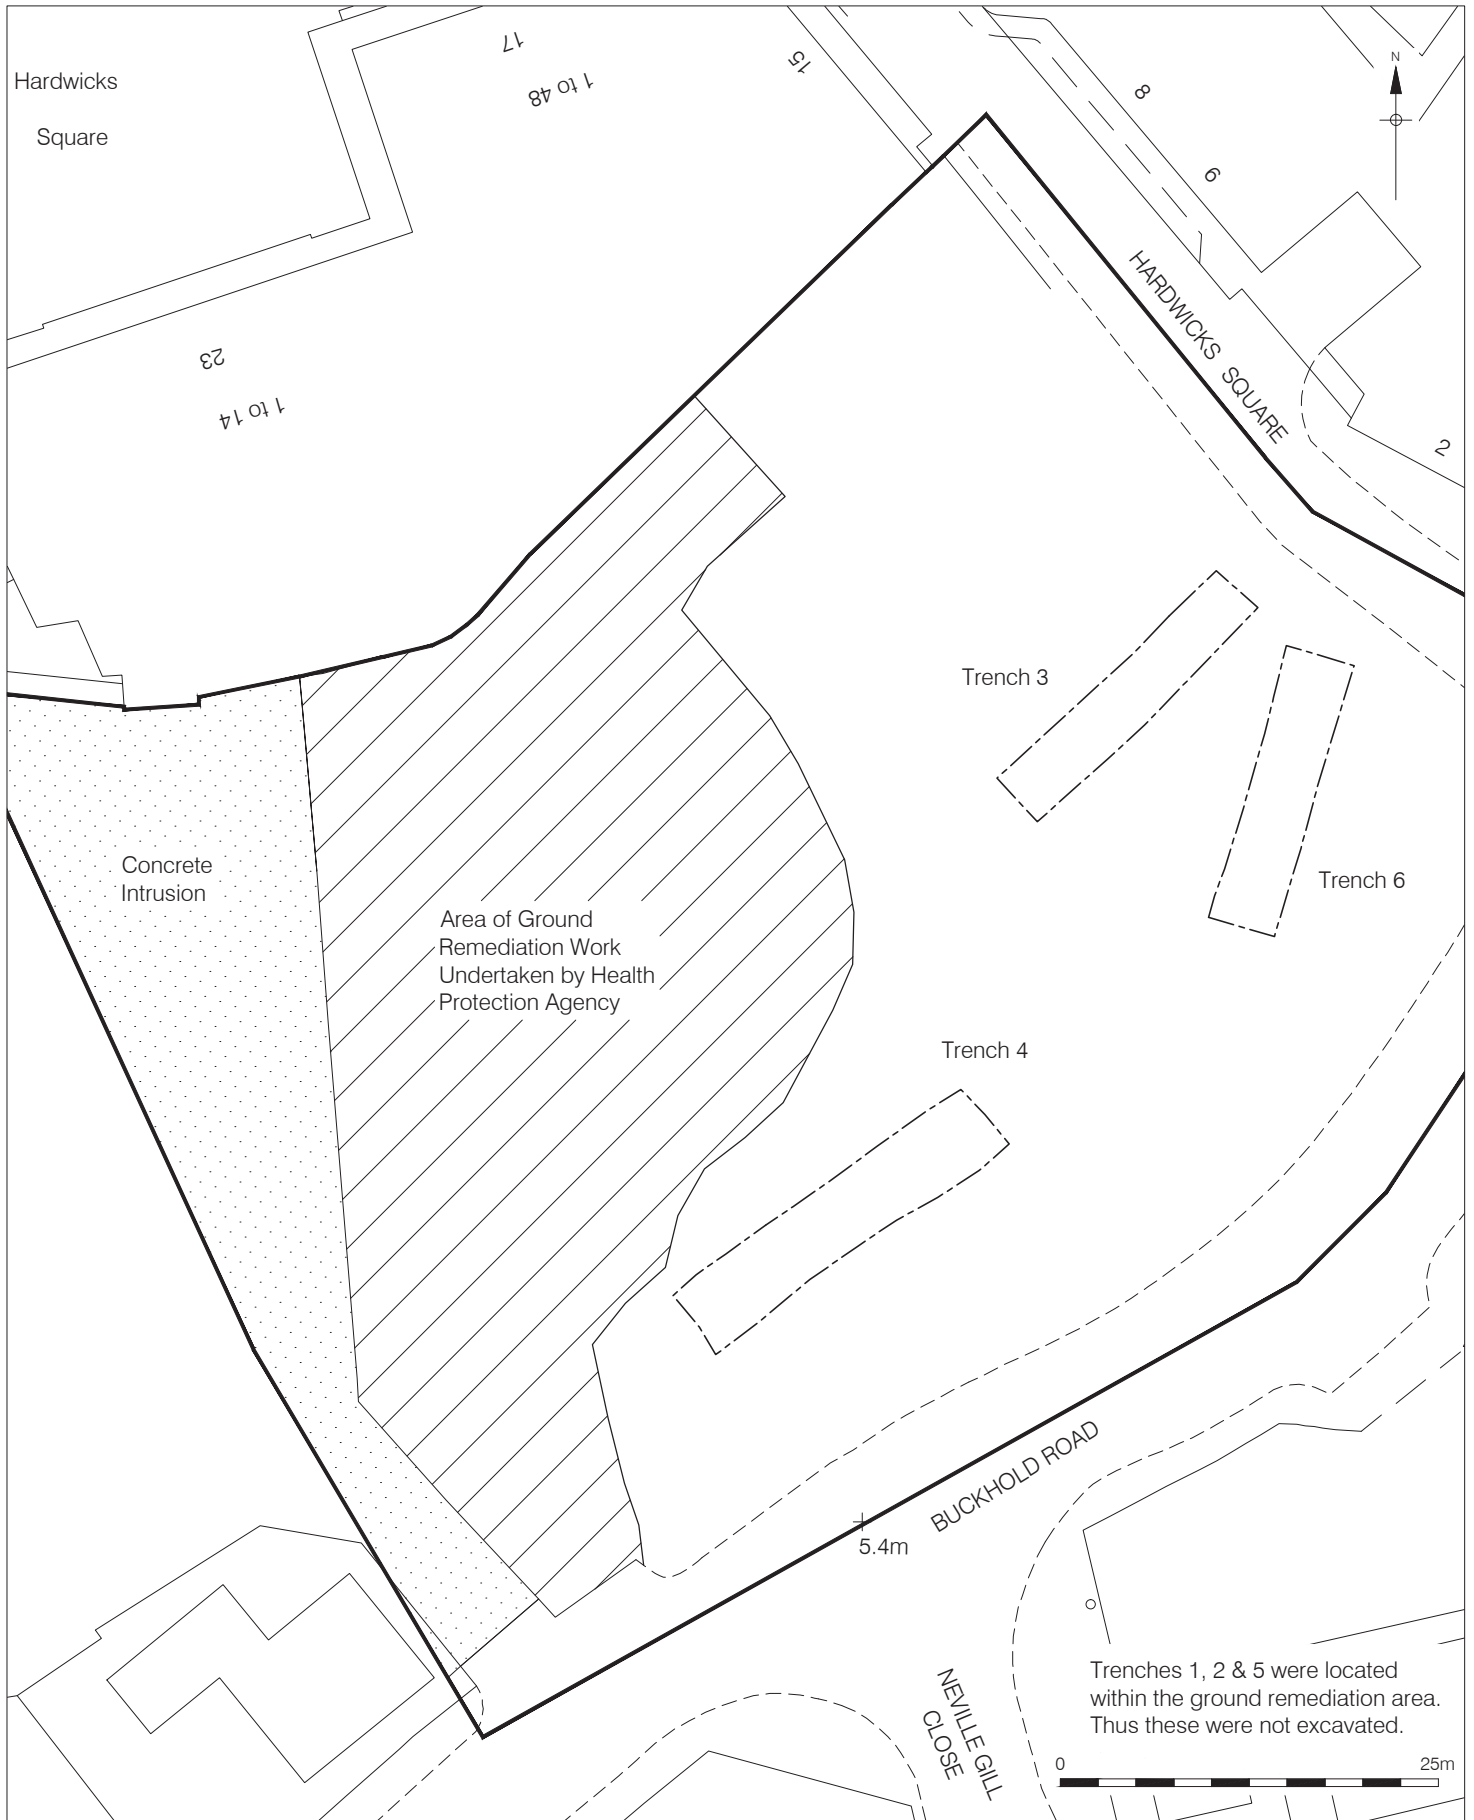 17
1 to 48
15
Hardwicks
Square
N
8
9
HARDWICKS SQUARE
23
1 to 14
2
Trench 3
Trench 6
Concrete
Intrusion
Area of Ground
Remediation Work
Undertaken by Health
Protection Agency
Trench 4
BUCKHOLD ROAD
5.4m
NEVILLE GILL
CLOSE
Trenches 1, 2 & 5 were located
within the ground remediation area.
Thus these were not excavated.
0 25m